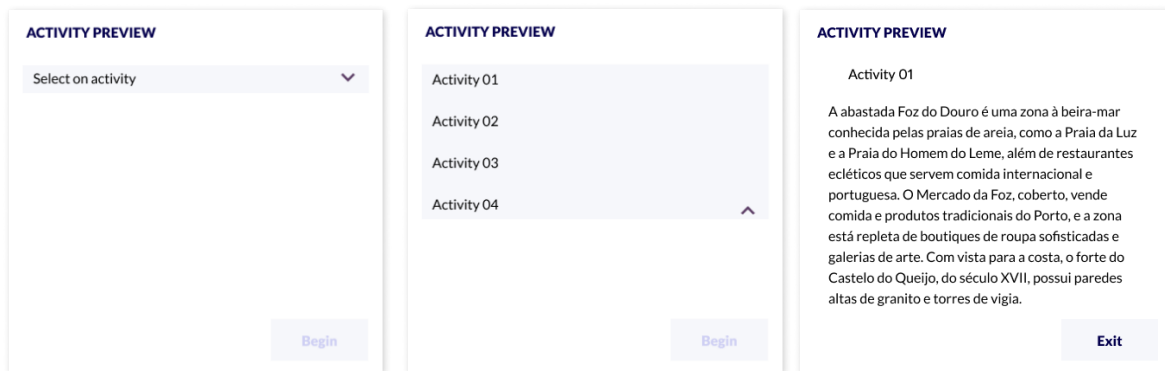 ACTIVITY PREVIEW
Select on activity
Begin
ACTIVITY PREVIEW
Activity 01
Activity 02
Activity 03
Activity 04
Begin
ACTIVITY PREVIEW
Activity 01
A abastada Foz do Douro é uma zona à beira-mar
conhecida pelas praias de areia, como a Praia da Luz
e a Praia do Homem do Leme, além de restaurantes
ecléticos que servem comida internacional e
portuguesa. O Mercado da Foz, coberto, vende
comida e produtos tradicionais do Porto, e a zona
está repleta de boutiques de roupa sofisticadas e
galerias de arte. Com vista para a costa, o forte do
Castelo do Queijo, do século XVII, possui paredes
altas de granito e torres de vigia.
Exit